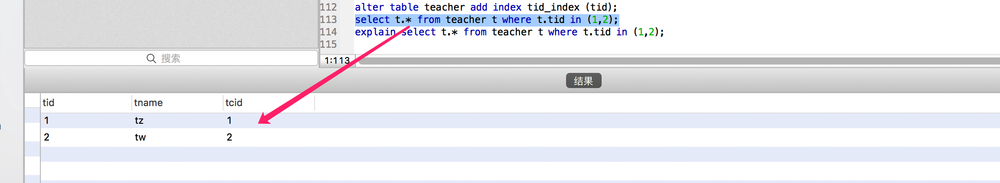 112 alter table teacher add index tid_index (tid);
113 select t.* from teacher t where t.tid in (1,2);
114 explain select t.* from teacher t where t.tid in (1,2);
115
搜索
1:113
结果
tid tname tcid
1 tz 1
2 tw 2